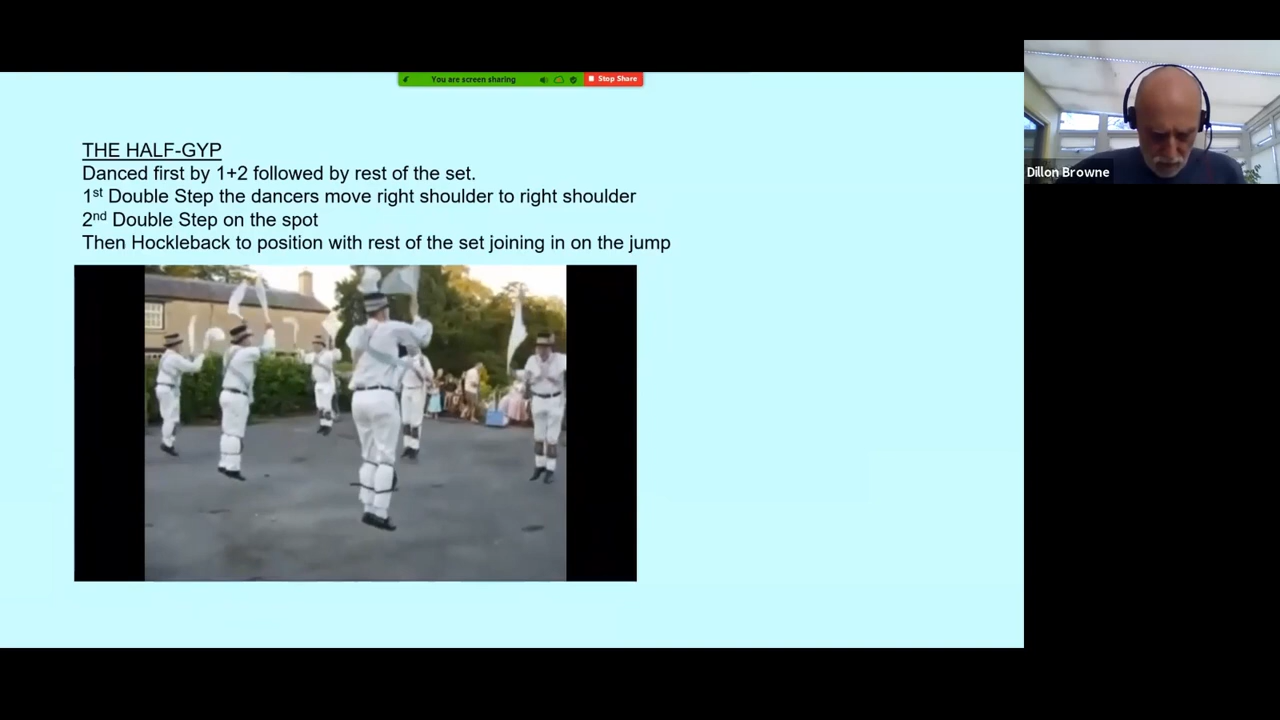 You are screen sharing
Stop Share
THE HALF-GYP
Danced first by 1+2 followed by rest of the set.
1st Double Step the dancers move right shoulder to right shoulder
2nd Double Step on the spot
Then Hockleback to position with rest of the set joining in on the jump
Dillon Browne